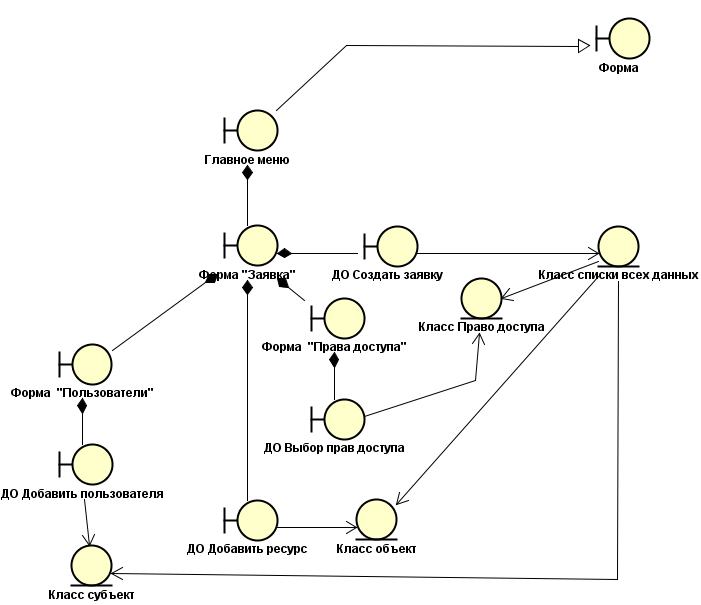 Форма
Главное меню
Форма "Заявка"
ДО Создать заявку
Класс списки всех данных
Класс Право доступа
Форма "Права доступа"
Форма "Пользователи"
ДО Выбор прав доступа
ДО Добавить пользователя
ДО Добавить ресурс
Класс объект
Класс субъект